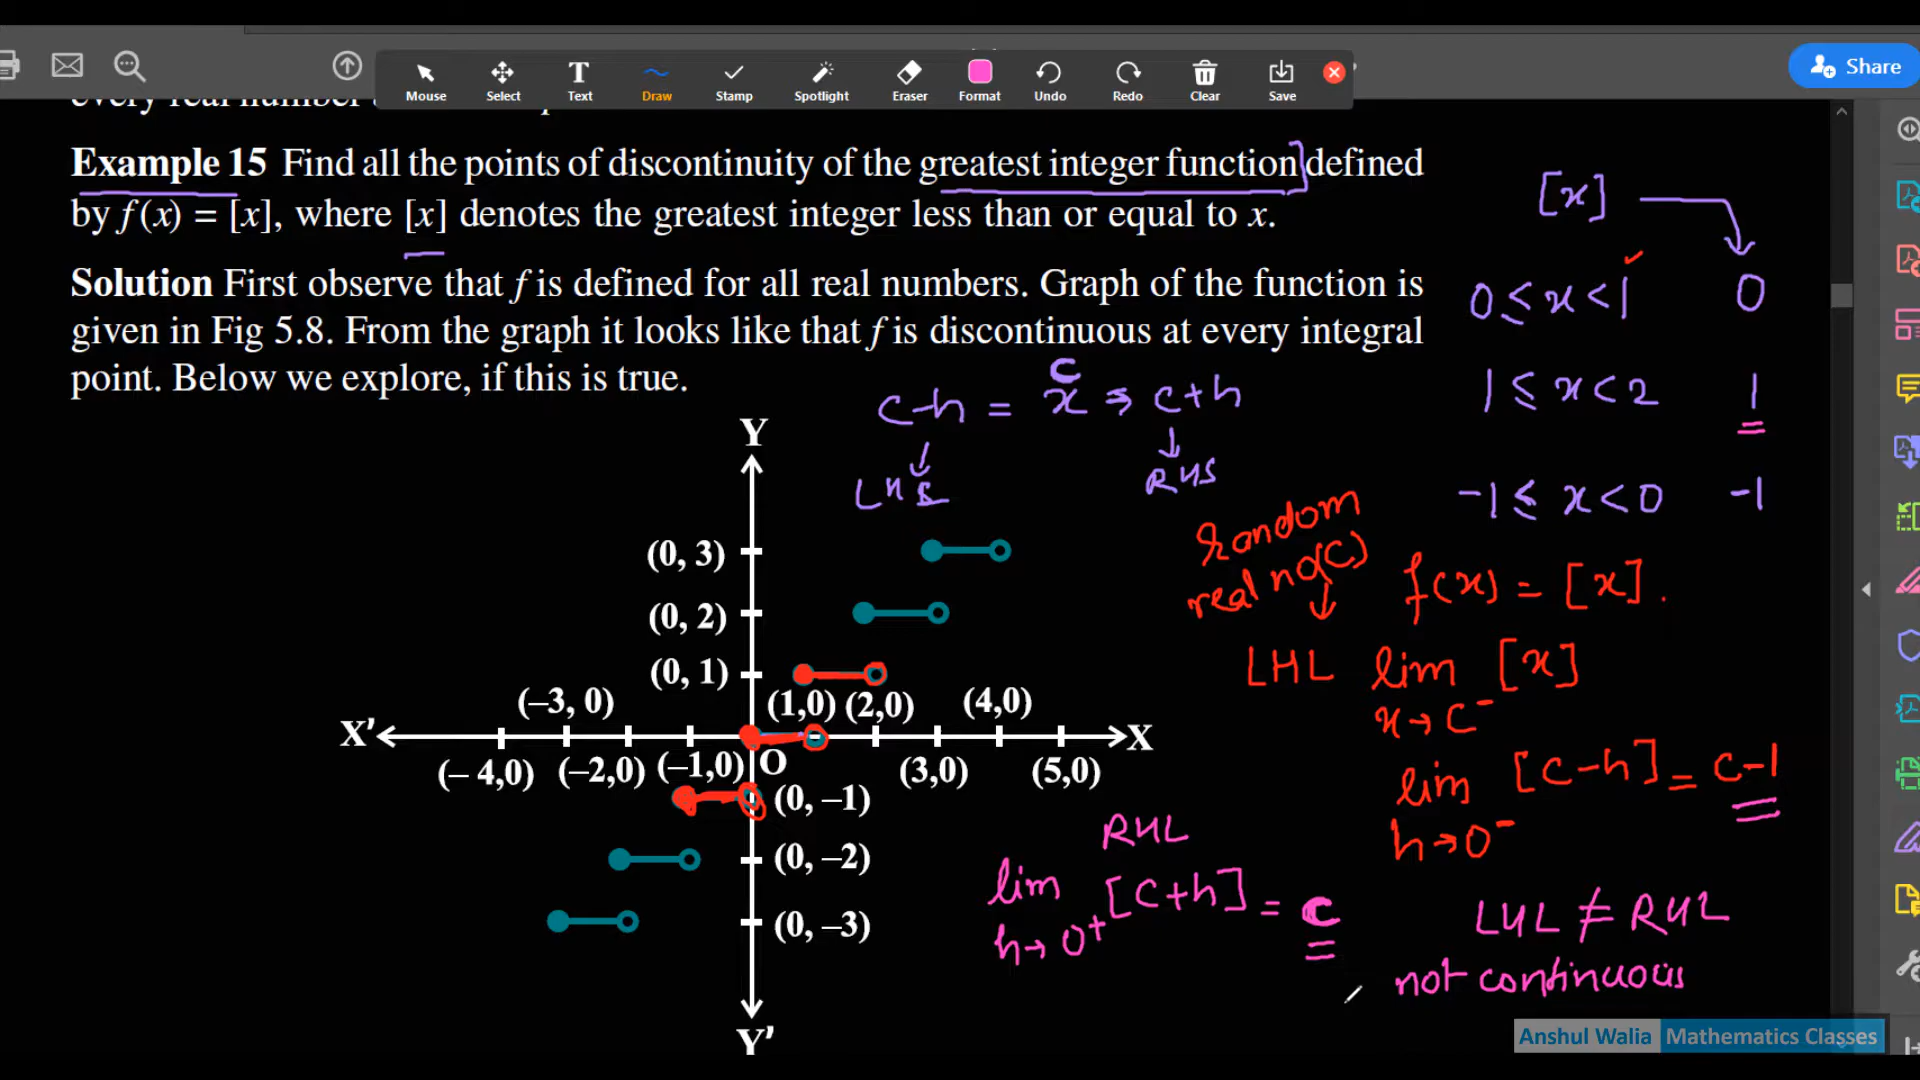 Share
Mouse
Select
Text
Draw
Stamp
Spotlight
Eraser
Format
Undo
Redo
Clear
Save
every real number
Example 15 Find all the points of discontinuity of the greatest integer function defined
by f (x) = [x], where [x] denotes the greatest integer less than or equal to x.
Solution First observe that f is defined for all real numbers. Graph of the function is
given in Fig 5.8. From the graph it looks like that f is discontinuous at every integral
point. Below we explore, if this is true.
[x]
0 ≤ x < 1 0
1 ≤ x < 2 1
-1 ≤ x < 0 -1
c
c-h = x → c+h
LHL RHS
Random
real no(C)
f(x) = [x].
LHL lim [x]
x→c⁻
lim [c-h] = c-1
h→0⁻
RHL
lim [c+h] = c
h→0+
LHL ≠ RHL
not continuous
Y
(0, 3)
(0, 2)
(0, 1)
(–3, 0) (1,0) (2,0) (4,0)
X′ X
(– 4,0) (–2,0) (–1,0) O (3,0) (5,0)
(0, –1)
(0, –2)
(0, –3)
Y′
Anshul Walia Mathematics Classes